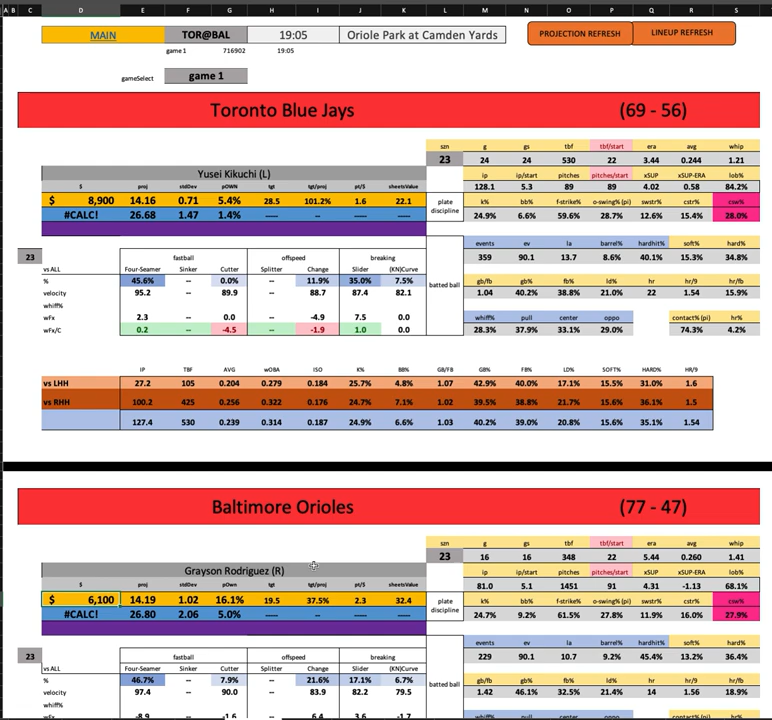 A B C D E F G H I J K L M N O P Q R S
MAIN TOR@BAL 19:05 Oriole Park at Camden Yards PROJECTION REFRESH LINEUP REFRESH
game 1 716902 19:05
gameSelect game 1
Toronto Blue Jays (69 - 56)
szn g gs tbf tbf/start era avg whip
23 24 24 530 22 3.44 0.244 1.21
Yusei Kikuchi (L) ip ip/start pitches pitches/start xSUP xSUP-ERA lob%
$ proj stdDev pOWN tgt tgt/proj pt/$ sheetsValue 128.1 5.3 89 89 4.02 0.58 84.2%
$ 8,900 14.16 0.71 5.4% 28.5 101.2% 1.6 22.1 plate discipline k% bb% f-strike% o-swing% (pi) swstr% cstr% csw%
#CALC! 26.68 1.47 1.4% --- -- --- -- 24.9% 6.6% 59.6% 28.7% 12.6% 15.4% 28.0%
events ev la barrel% hardhit% soft% hard%
23 fastball offspeed breaking 359 90.1 13.7 8.6% 40.1% 15.3% 34.8%
vs ALL Four-Seamer Sinker Cutter Splitter Change Slider (KN)Curve
% 45.6% -- 0.0% -- 11.9% 35.0% 7.5% batted ball gb/fb gb% fb% ld% hr hr/9 hr/fb
velocity 95.2 -- 89.9 -- 88.7 87.4 82.1 1.04 40.2% 38.8% 21.0% 22 1.54 15.9%
whiff%
wFx 2.3 -- 0.0 -- -4.9 7.5 0.0 whiff% pull center oppo contact% (pi) hr%
wFx/C 0.2 -- -4.5 -- -1.9 1.0 0.0 28.3% 37.9% 33.1% 29.0% 74.3% 4.2%
IP TBF AVG wOBA ISO K% BB% GB/FB GB% FB% LD% SOFT% HARD% HR/9
vs LHH 27.2 105 0.204 0.279 0.184 25.7% 4.8% 1.07 42.9% 40.0% 17.1% 15.5% 31.0% 1.6
vs RHH 100.2 425 0.256 0.322 0.176 24.7% 7.1% 1.02 39.5% 38.8% 21.7% 15.6% 36.1% 1.5
127.4 530 0.239 0.314 0.187 24.9% 6.6% 1.03 40.2% 39.0% 20.8% 15.6% 35.1% 1.54
Baltimore Orioles (77 - 47)
szn g gs tbf tbf/start era avg whip
23 16 16 348 22 5.44 0.260 1.41
Grayson Rodriguez (R) ip ip/start pitches pitches/start xSUP xSUP-ERA lob%
$ proj stdDev pOwn tgt tgt/proj pt/$ sheetsValue 81.0 5.1 1451 91 4.31 -1.13 68.1%
$ 6,100 14.19 1.02 16.1% 19.5 37.5% 2.3 32.4 plate discipline k% bb% f-strike% o-swing% (pi) swstr% cstr% csw%
#CALC! 26.80 2.06 5.0% --- -- --- -- 24.7% 9.2% 61.5% 27.8% 11.9% 16.0% 27.9%
events ev la barrel% hardhit% soft% hard%
23 fastball offspeed breaking 229 90.1 10.7 9.2% 45.4% 13.2% 36.4%
vs ALL Four-Seamer Sinker Cutter Splitter Change Slider (KN)Curve
% 46.7% -- 7.9% -- 21.6% 17.1% 6.7% batted ball gb/fb gb% fb% ld% hr hr/9 hr/fb
velocity 97.4 -- 90.0 -- 83.9 82.2 79.5 1.42 46.1% 32.5% 21.4% 14 1.56 18.9%
whiff%
wFx -8.9 -- -1.6 -- 6.4 3.6 -1.7 whiff% pull center oppo contact% (pi) hr%